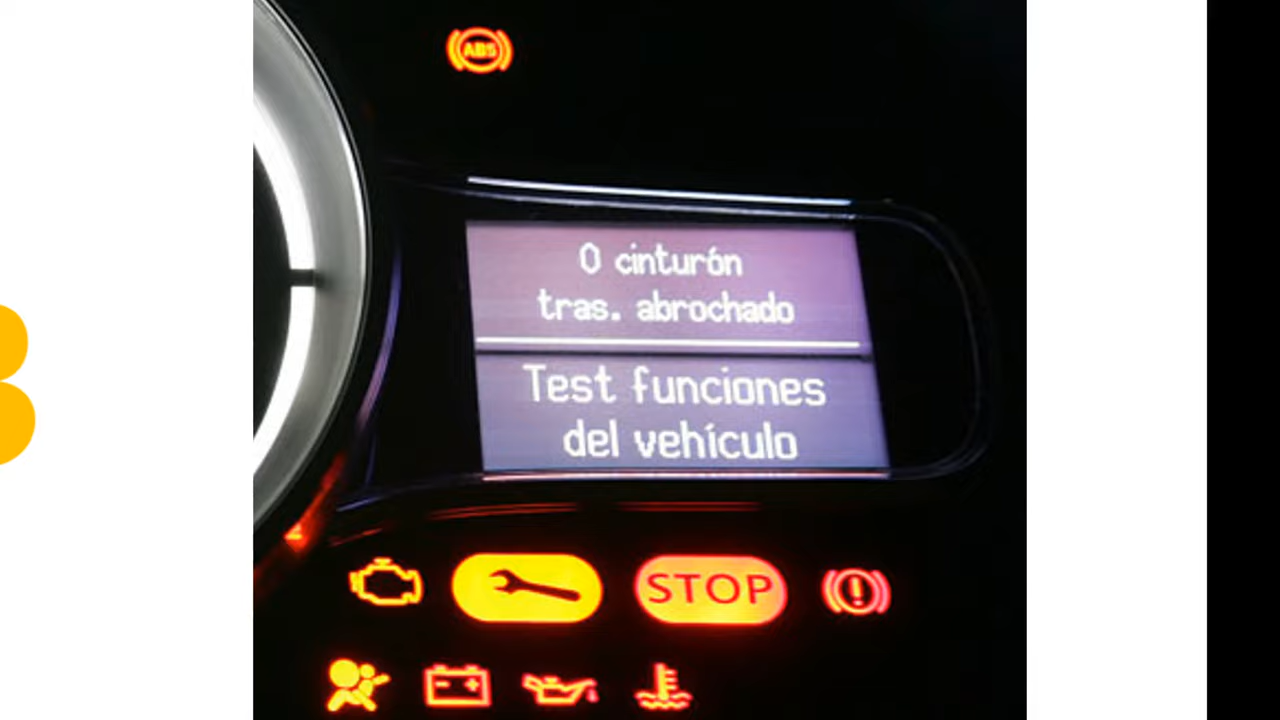 ABS
0 cinturón
tras. abrochado
Test funciones
del vehículo
STOP